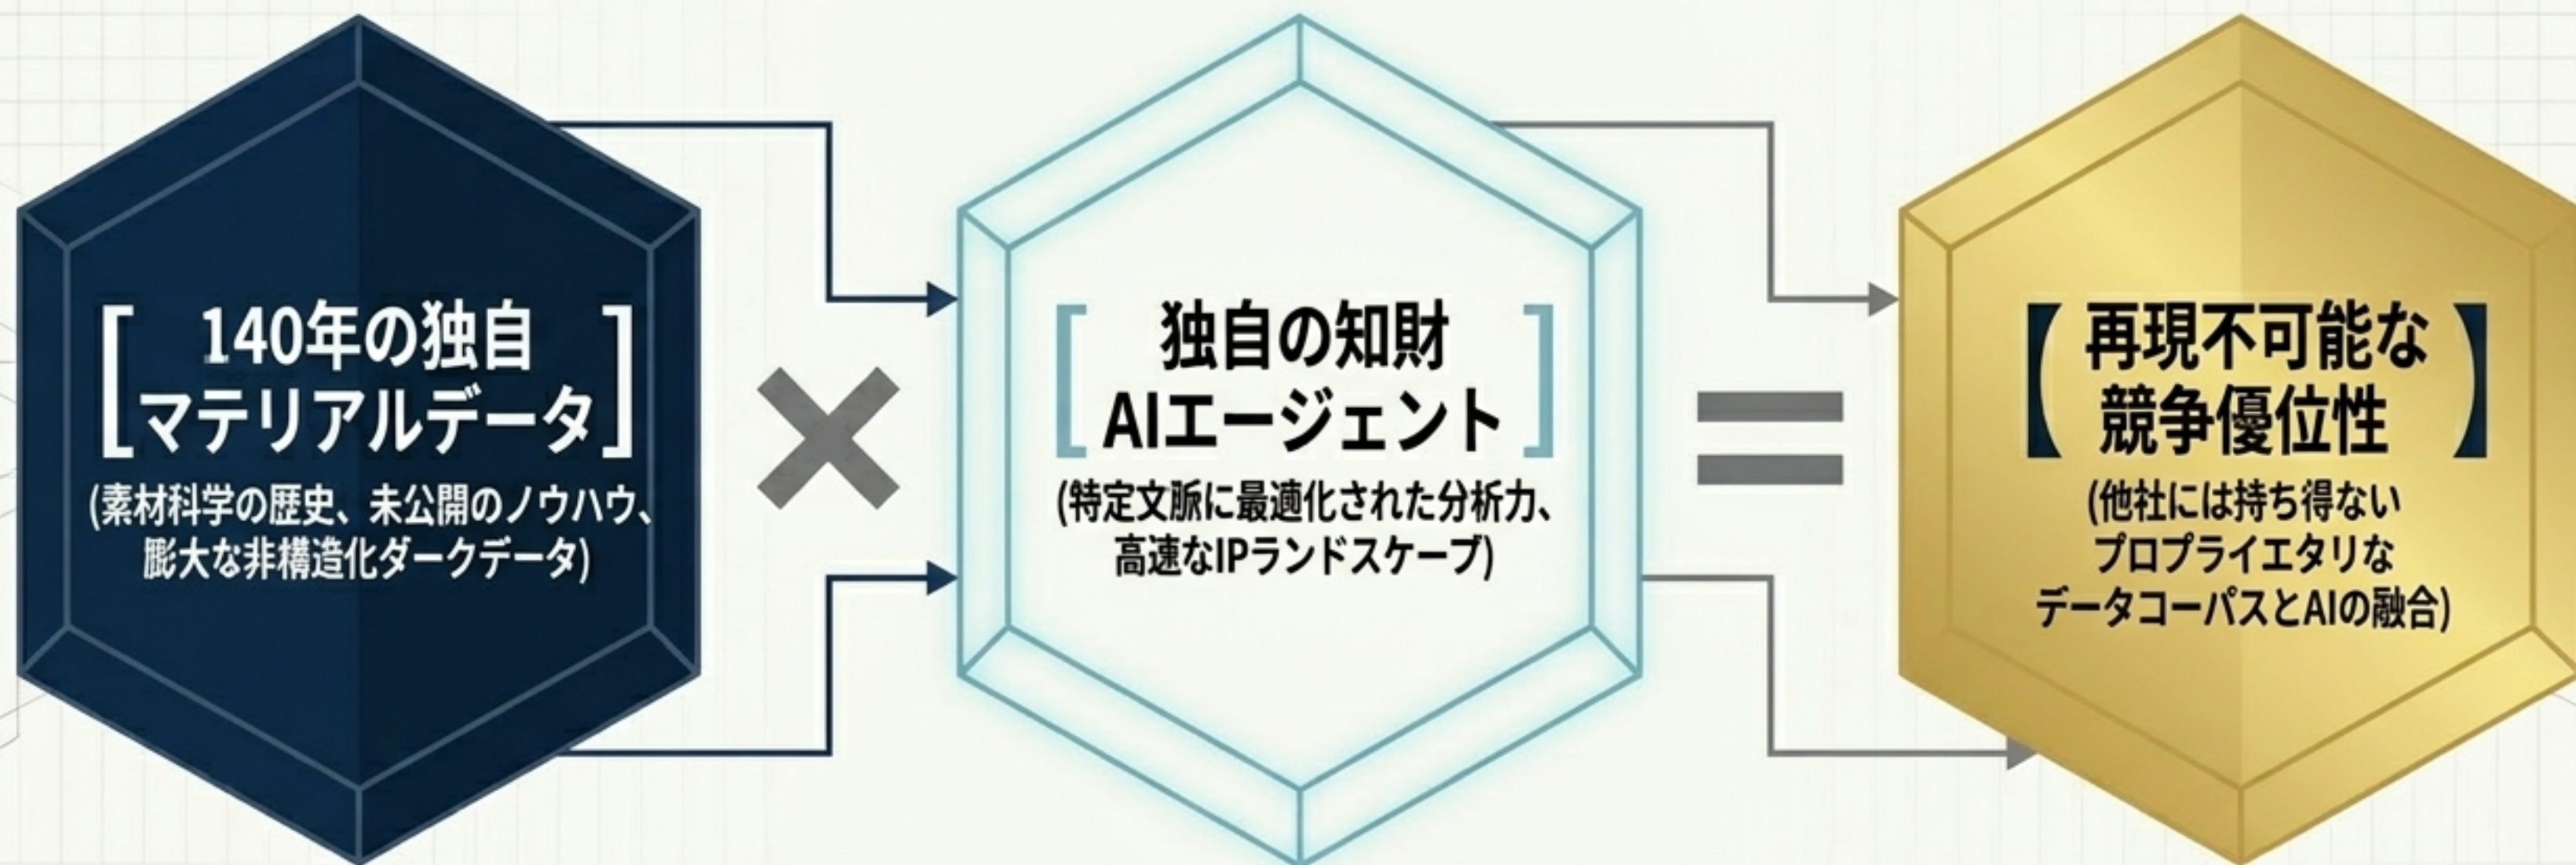 [140年の独自
マテリアルデータ]
(素材科学の歴史、未公開のノウハウ、
膨大な非構造化ダークデータ)
×
[独自の知財
AIエージェント]
(特定文脈に最適化された分析力、
高速なIPランドスケープ)
=
【再現不可能な
競争優位性】
(他社には持ち得ない
プロプライエタリな
データコーパスとAIの融合)